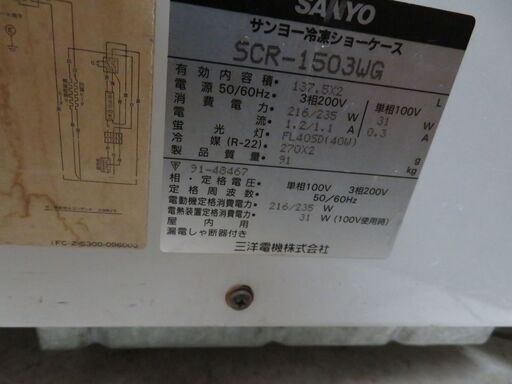 SANYO
サンヨー冷凍ショーケース
SCR-1503WG
有効内容積・ 137.5X2 L
電源50/60Hz・ 3相200V 単相100V
消費電力・ 216/235 W 31 W
電流・ 1.2/1.1 A 0.3 A
蛍光灯・ FL40SD(40W)
冷媒(R-22)・ 270X2 g
製品質量・ 91 kg
91-48467
相・定格電圧・ 単相100V 3相200V
定格周波数・ 50/60Hz
電動機定格消費電力・ 216/235 W
電熱装置定格消費電力・ 31 W (100V使用時)
屋内用
漏電しゃ断器付き
三洋電機株式会社